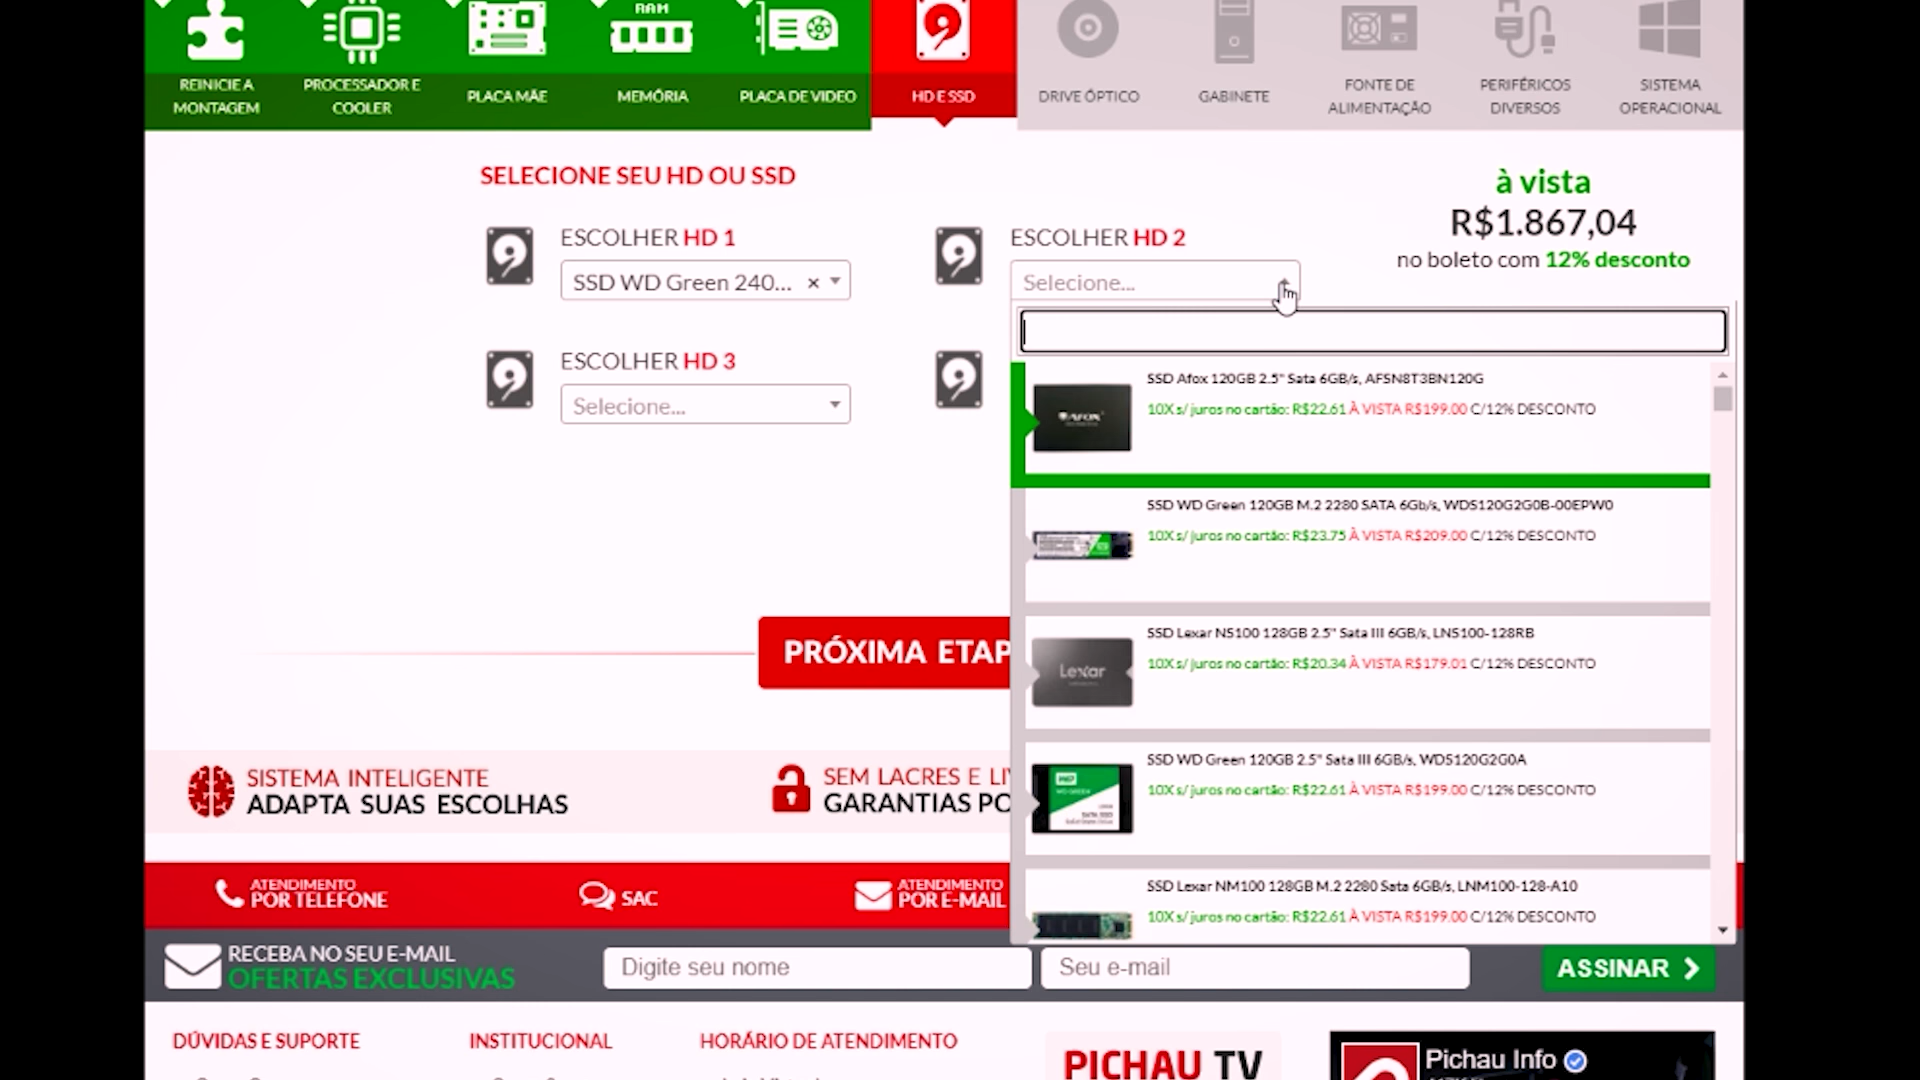 RAM
REINICIE A
MONTAGEM
PROCESSADOR E
COOLER
PLACA MÃE
MEMÓRIA
PLACA DE VIDEO
HD E SSD
DRIVE ÓPTICO
GABINETE
FONTE DE
ALIMENTAÇÃO
PERIFÉRICOS
DIVERSOS
SISTEMA
OPERACIONAL
SELECIONE SEU HD OU SSD
à vista
R$1.867,04
no boleto com 12% desconto
ESCOLHER HD 1
SSD WD Green 240... ×
ESCOLHER HD 2
Selecione...
ESCOLHER HD 3
Selecione...
SSD Afox 120GB 2.5" Sata 6GB/s, AFSN8T3BN120G
10X s/ juros no cartão: R$22.61 À VISTA R$199.00 C/12% DESCONTO
AFOX
SSD WD Green 120GB M.2 2280 SATA 6Gb/s, WDS120G2G0B-00EPW0
10X s/ juros no cartão: R$23.75 À VISTA R$209.00 C/12% DESCONTO
SSD Lexar NS100 128GB 2.5" Sata III 6GB/s, LNS100-128RB
10X s/ juros no cartão: R$20.34 À VISTA R$179.01 C/12% DESCONTO
Lexar
SSD WD Green 120GB 2.5" Sata III 6GB/s, WDS120G2G0A
10X s/ juros no cartão: R$22.61 À VISTA R$199.00 C/12% DESCONTO
SSD Lexar NM100 128GB M.2 2280 Sata 6GB/s, LNM100-128-A10
10X s/ juros no cartão: R$22.61 À VISTA R$199.00 C/12% DESCONTO
PRÓXIMA ETAP
SISTEMA INTELIGENTE
ADAPTA SUAS ESCOLHAS
SEM LACRES E LI
GARANTIAS PO
ATENDIMENTO
POR TELEFONE
SAC
ATENDIMENTO
POR E-MAIL
RECEBA NO SEU E-MAIL
OFERTAS EXCLUSIVAS
Digite seu nome
Seu e-mail
ASSINAR
DÚVIDAS E SUPORTE
INSTITUCIONAL
HORÁRIO DE ATENDIMENTO
PICHAU TV
Pichau Info